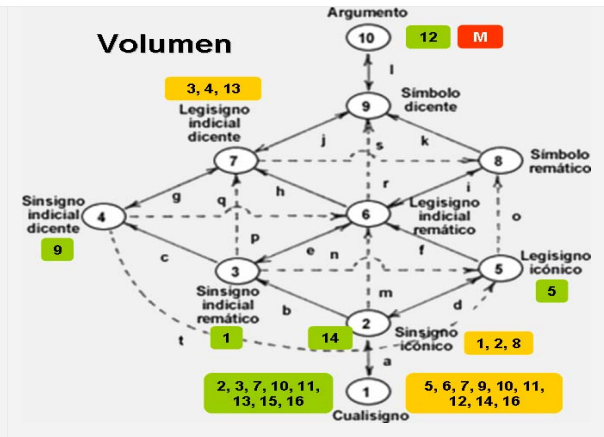 Argumento
10
12
M
Volumen
l
3, 4, 13
9
Símbolo
dicente
Legisigno
indicial
dicente
j
s
k
7
8
Símbolo
remático
r
g
q
h
i
Sinsigno
indicial
dicente
4
6
Legisigno
indicial
remático
o
9
p
e
n
f
c
Legisigno
icónico
3
5
5
m
Sinsigno
indicial
remático
b
d
t
1
14
2
Sinsigno
icónico
1, 2, 8
a
2, 3, 7, 10, 11,
13, 15, 16
1
5, 6, 7, 9, 10, 11,
12, 14, 16
Cualisigno